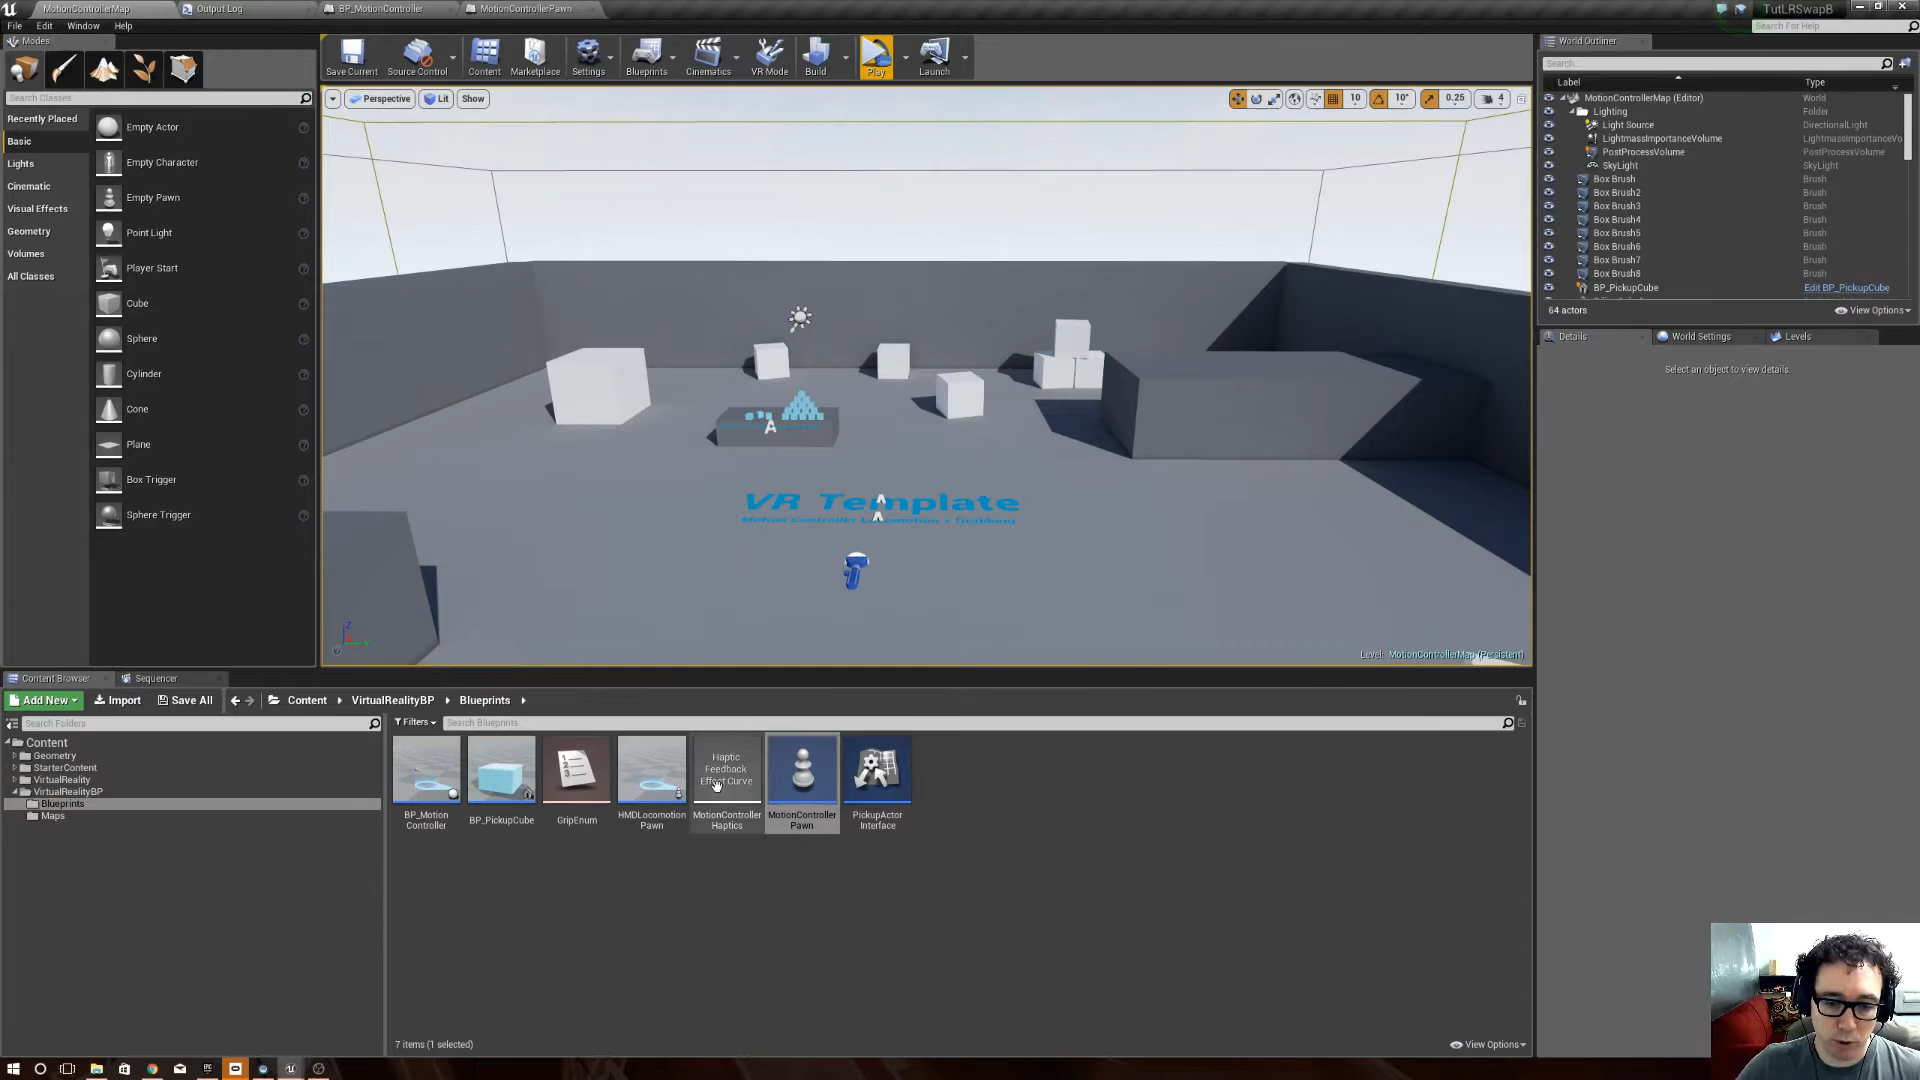 MotionControllerMap
Output Log
BP_MotionController
MotionControllerPawn
TutLRSwapB
File
Edit
Window
Help
Search For Help
Modes
Save Current
Source Control
Content
Marketplace
Settings
Blueprints
Cinematics
VR Mode
Build
Play
Launch
World Outliner
Search...
Search Classes
Perspective
Lit
Show
10
10°
0.25
4
Label
Type
Recently Placed
Basic
Lights
Cinematic
Visual Effects
Geometry
Volumes
All Classes
Empty Actor
Empty Character
Empty Pawn
Point Light
Player Start
Cube
Sphere
Cylinder
Cone
Plane
Box Trigger
Sphere Trigger
MotionControllerMap (Editor)
World
Lighting
Folder
Light Source
DirectionalLight
LightmassImportanceVolume
LightmassImportanceVo
PostProcessVolume
PostProcessVolume
SkyLight
SkyLight
Box Brush
Brush
Box Brush2
Brush
Box Brush3
Brush
Box Brush4
Brush
Box Brush5
Brush
Box Brush6
Brush
Box Brush7
Brush
Box Brush8
Brush
BP_PickupCube
Edit BP_PickupCube
64 actors
View Options
Details
World Settings
Levels
Select an object to view details.
VR Template
Motion Controller Locomotion + Grabbing
Level: MotionControllerMap (Persistent)
Content Browser
Sequencer
Add New
Import
Save All
Content
VirtualRealityBP
Blueprints
Search Folders
Filters
Search Blueprints
Content
Geometry
StarterContent
VirtualReality
VirtualRealityBP
Blueprints
Maps
Haptic
Feedback
Effect Curve
BP_Motion
Controller
BP_PickupCube
GripEnum
HMDLocomotion
Pawn
MotionController
Haptics
MotionController
Pawn
PickupActor
Interface
7 items (1 selected)
View Options